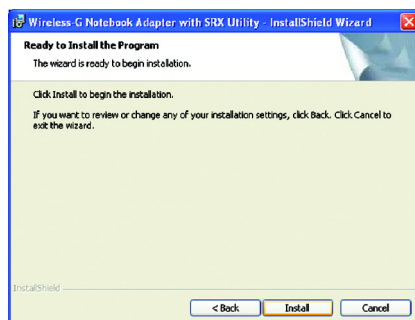 Wireless-G Notebook Adapter with SRX Utility - InstallShield Wizard
Ready to Install the Program
The wizard is ready to begin installation.
Click Install to begin the installation.
If you want to review or change any of your installation settings, click Back. Click Cancel to
exit the wizard.
InstallShield
< Back
Install
Cancel